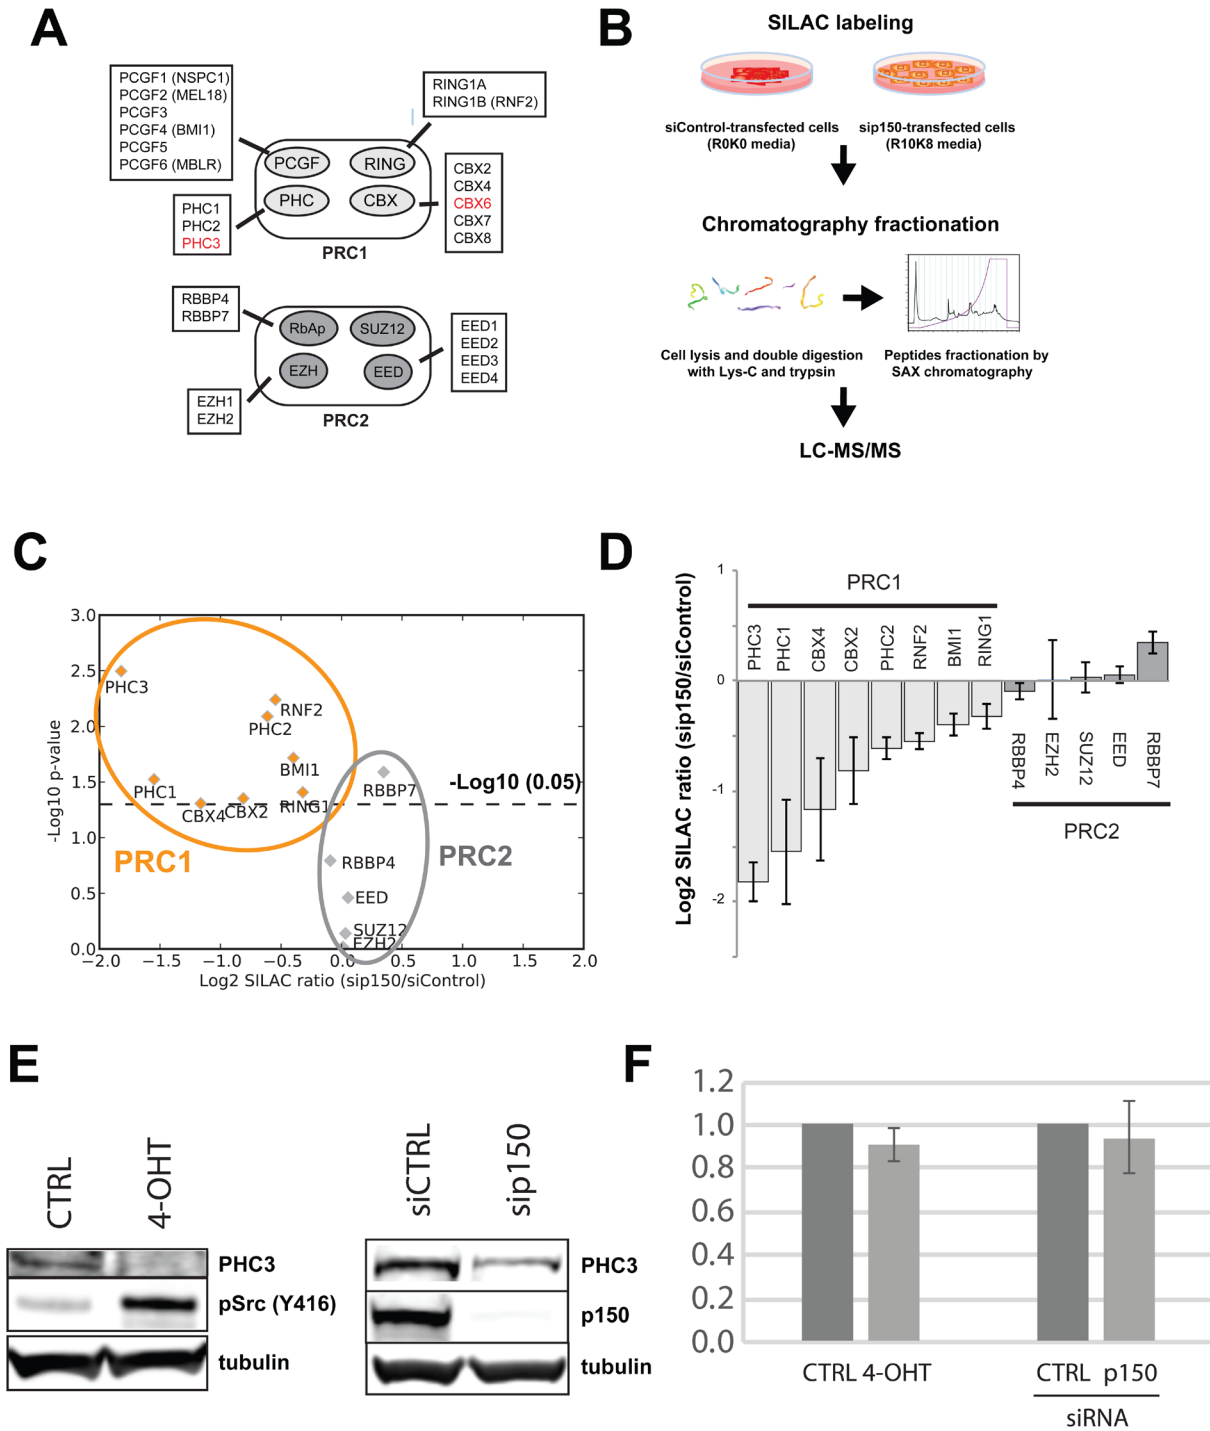 A
PCGF1 (NSPC1)
PCGF2 (MEL18)
PCGF3
PCGF4 (BMI1)
PCGF5
PCGF6 (MBLR)
RING1A
RING1B (RNF2)
PCGF
RING
PHC
CBX
PHC1
PHC2
PHC3
CBX2
CBX4
CBX6
CBX7
CBX8
PRC1
RBBP4
RBBP7
RbAp
SUZ12
EZH
EED
EED1
EED2
EED3
EED4
EZH1
EZH2
PRC2
B
SILAC labeling
siControl-transfected cells
(R0K0 media)
sip150-transfected cells
(R10K8 media)
Chromatography fractionation
Cell lysis and double digestion
with Lys-C and trypsin
Peptides fractionation by
SAX chromatography
LC-MS/MS
C
-Log10 p-value
3.0
2.5
2.0
1.5
1.0
0.5
0.0
PHC3
RNF2
PHC2
BMI1
PHC1
RBBP7
-Log10 (0.05)
CBX4
CBX2
RING1
PRC1
RBBP4
PRC2
EED
SUZ12
EZH2
−2.0
−1.5
−1.0
−0.5
0.0
0.5
1.0
1.5
2.0
Log2 SILAC ratio (sip150/siControl)
D
Log2 SILAC ratio (sip150/siControl)
1
0
-1
-2
PRC1
PHC3
PHC1
CBX4
CBX2
PHC2
RNF2
BMI1
RING1
RBBP4
EZH2
SUZ12
EED
RBBP7
PRC2
E
CTRL
4-OHT
PHC3
pSrc (Y416)
tubulin
siCTRL
sip150
PHC3
p150
tubulin
F
1.2
1.0
0.8
0.6
0.4
0.2
0.0
CTRL 4-OHT
CTRL p150
siRNA